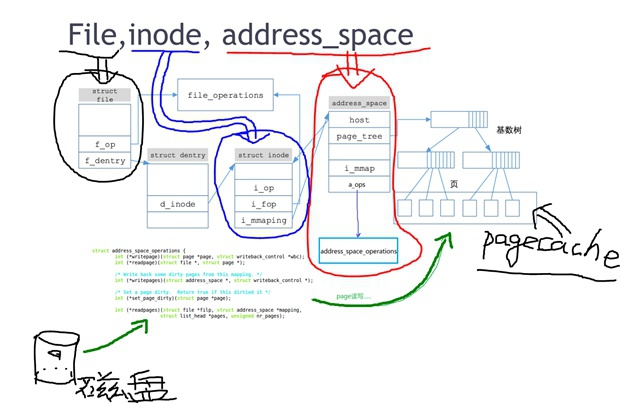 File,inode, address_space
struct file
f_op
f_dentry
file_operations
struct dentry
d_inode
struct inode
i_op
i_fop
i_mmaping
address_space
host
page_tree
i_mmap
a_ops
address_space_operations
基数树
页
pagecache
struct address_space_operations {
int (*writepage)(struct page *page, struct writeback_control *wbc);
int (*readpage)(struct file *, struct page *);
/* Write back some dirty pages from this mapping. */
int (*writepages)(struct address_space *, struct writeback_control *);
/* Set a page dirty.  Return true if this dirtied it */
int (*set_page_dirty)(struct page *page);
int (*readpages)(struct file *filp, struct address_space *mapping,
struct list_head *pages, unsigned nr_pages);
page读写...
磁盘